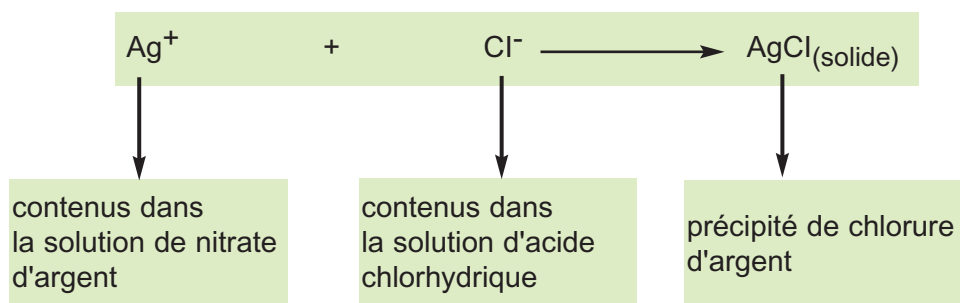 Ag⁺ + Cl⁻ AgCl(solide)
contenus dans
la solution de nitrate
d'argent
contenus dans
la solution d'acide
chlorhydrique
précipité de chlorure
d'argent